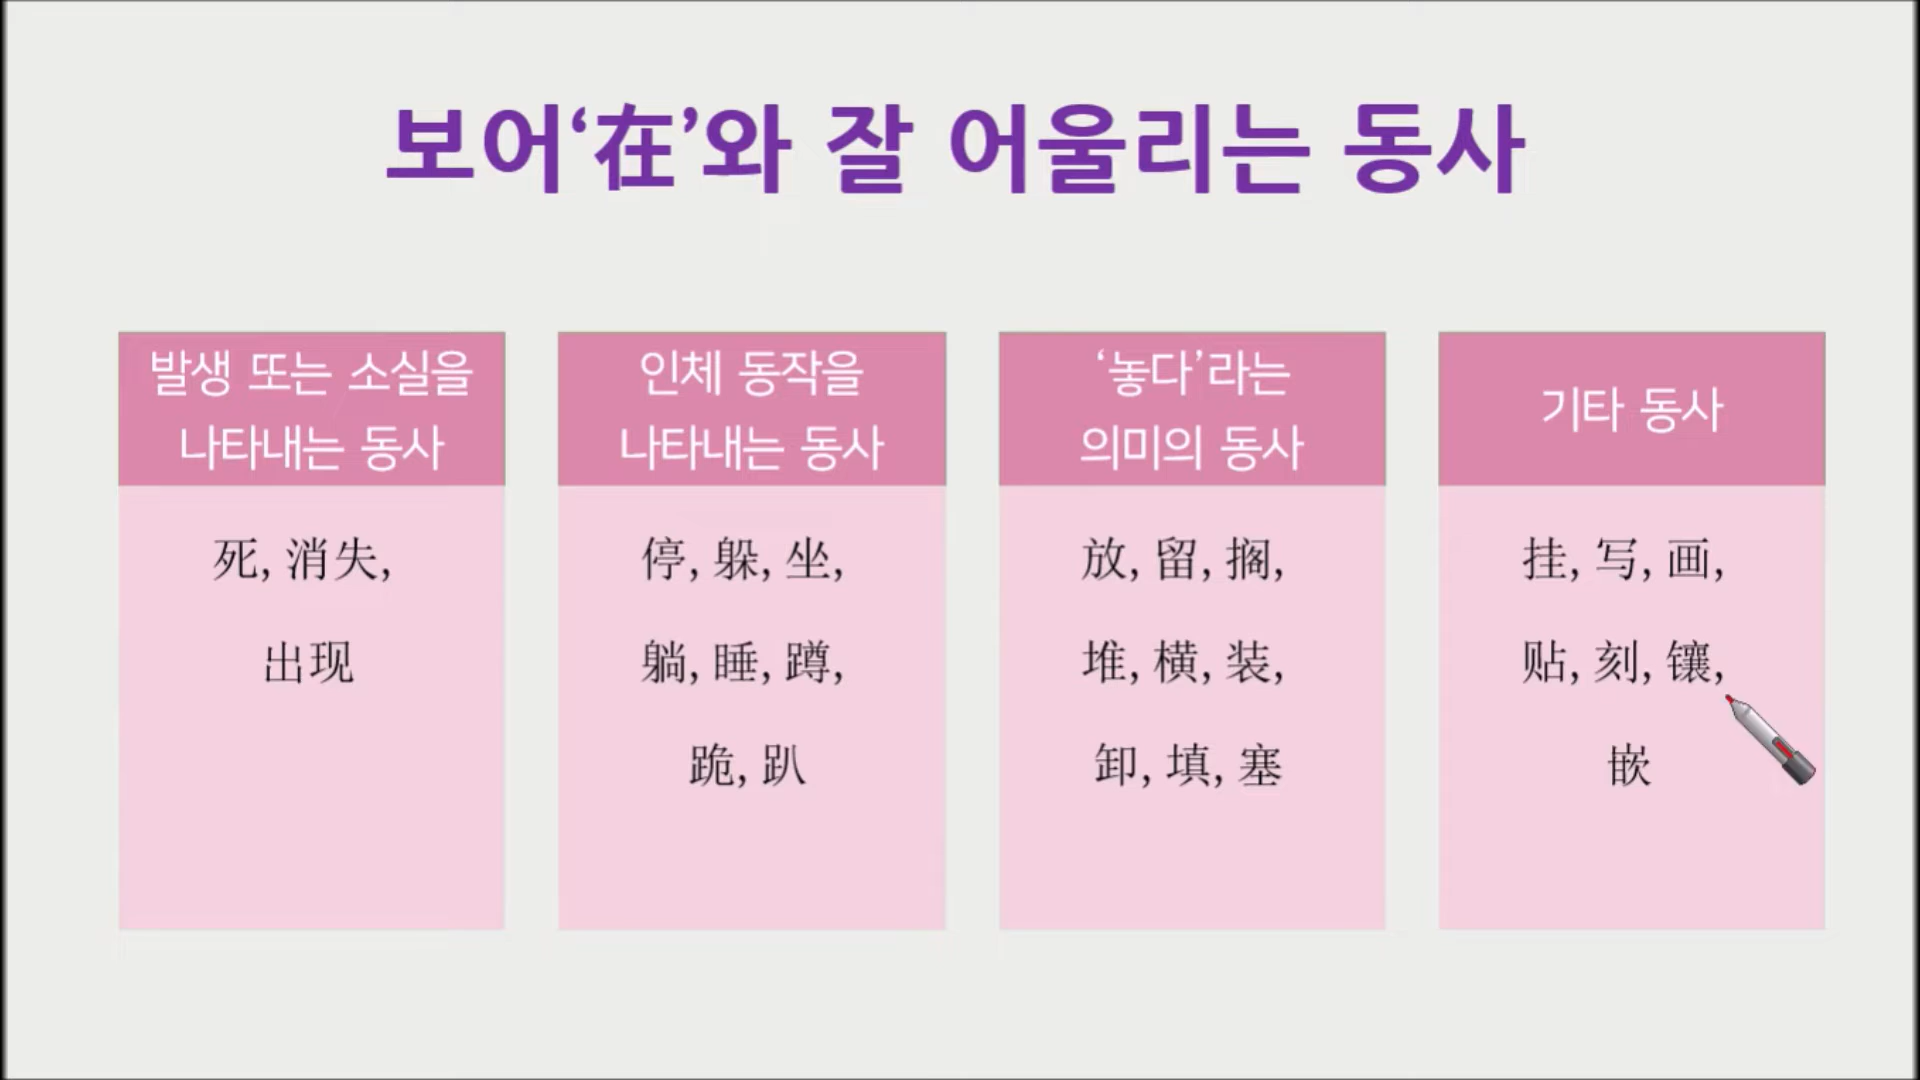 보어‘在’와 잘 어울리는 동사
발생 또는 소실을
나타내는 동사
死, 消失,
出现
인체 동작을
나타내는 동사
停, 躲, 坐,
躺, 睡, 蹲,
跪, 趴
‘놓다’라는
의미의 동사
放, 留, 搁,
堆, 横, 装,
卸, 填, 塞
기타 동사
挂, 写, 画,
贴, 刻, 镶,
嵌